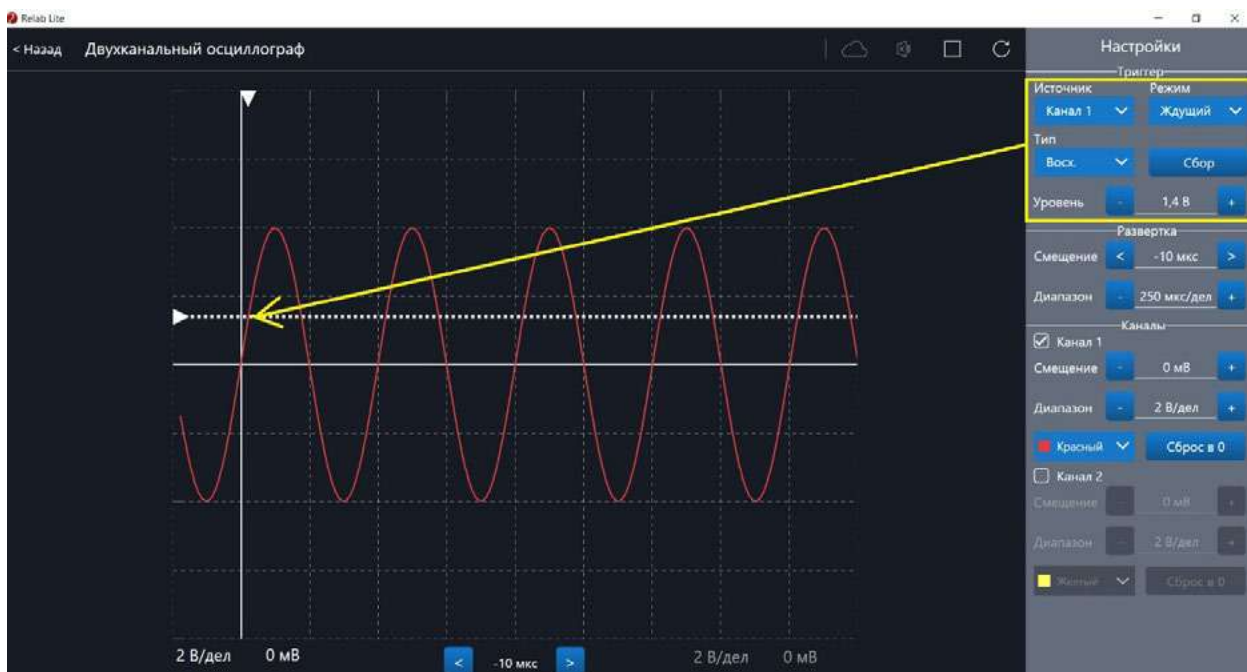 Relab Lite
< Назад Двухканальный осциллограф
Настройки
Триггер
Источник Режим
Канал 1 Ждущий
Тип
Восх. Сбор
Уровень - 1,4 В +
Развертка
Смещение < -10 мкс >
Диапазон - 250 мкс/дел +
Каналы
Канал 1
Смещение - 0 мВ +
Диапазон - 2 В/дел +
Красный Сброс в 0
Канал 2
Смещение - 0 мВ +
Диапазон - 2 В/дел +
Желтый Сброс в 0
2 В/дел 0 мВ < -10 мкс > 2 В/дел 0 мВ